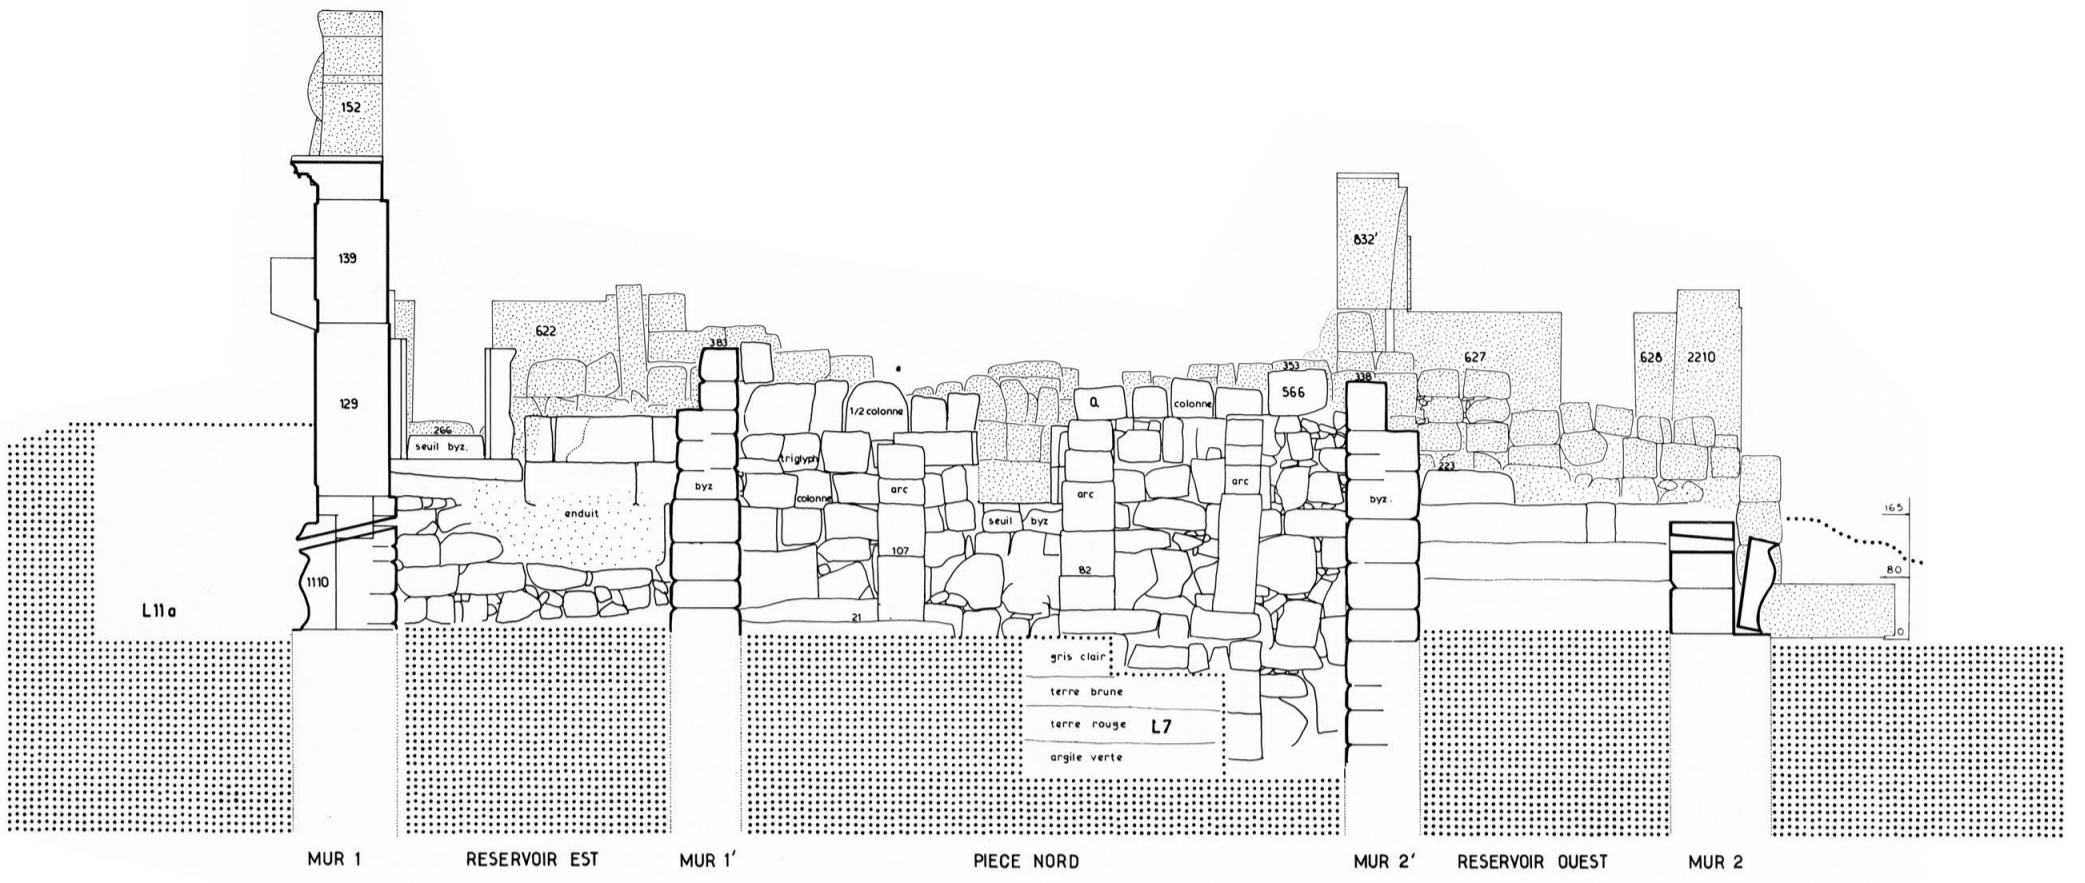 152
832'
139
622
383
627
628
2210
353
338
566
129
1/2 colonne
a
colonne
266
seuil byz.
triglyph
223
byz
colonne
arc
arc
arc
byz.
enduit
seuil byz
165
107
82
80
1110
L11a
21
0
gris clair
terre brune
terre rouge L7
argile verte
MUR 1 RESERVOIR EST MUR 1' PIECE NORD MUR 2' RESERVOIR OUEST MUR 2